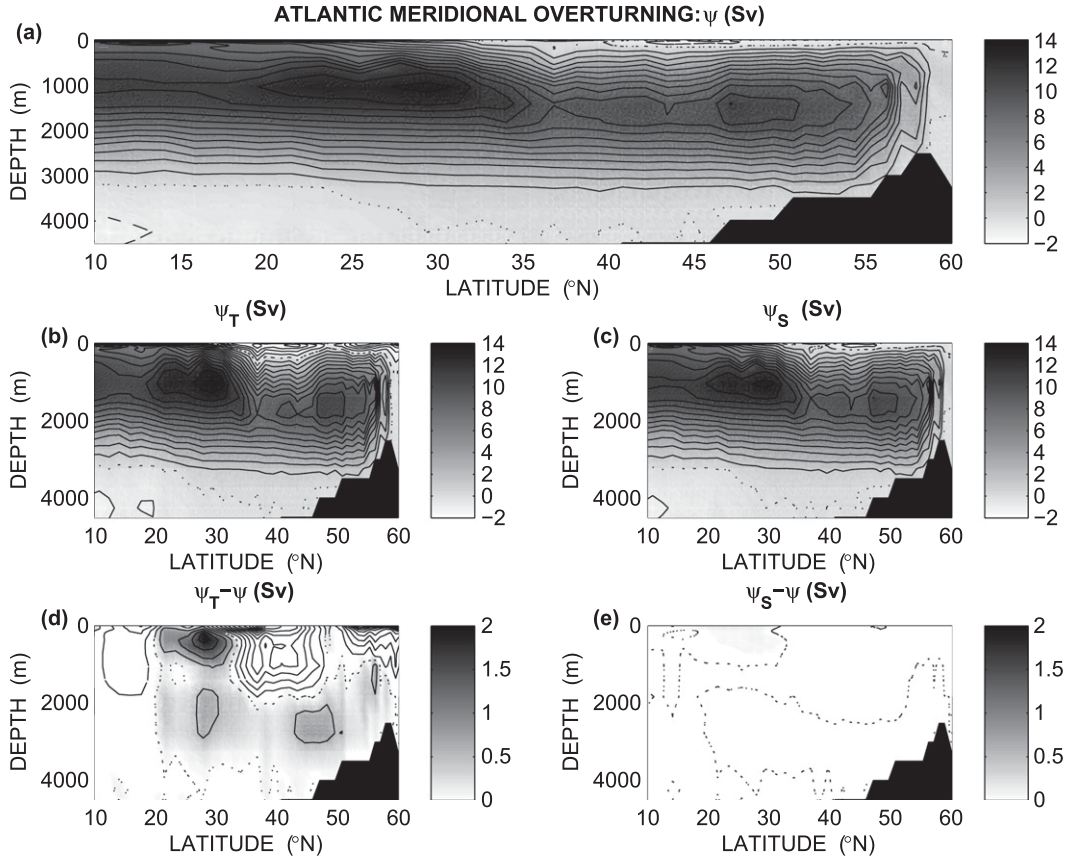 ATLANTIC MERIDIONAL OVERTURNING: ψ (Sv)
(a)
0
1000
2000
3000
4000
DEPTH (m)
10 15 20 25 30 35 40 45 50 55 60
LATITUDE (°N)
14
12
10
8
6
4
2
0
−2
ψT (Sv)
(b)
0
2000
4000
DEPTH (m)
10 20 30 40 50 60
LATITUDE (°N)
14
12
10
8
6
4
2
0
−2
ψS (Sv)
(c)
0
2000
4000
DEPTH (m)
10 20 30 40 50 60
LATITUDE (°N)
14
12
10
8
6
4
2
0
−2
ψT−ψ (Sv)
(d)
0
2000
4000
DEPTH (m)
10 20 30 40 50 60
LATITUDE (°N)
2
1.5
1
0.5
0
ψS−ψ (Sv)
(e)
0
2000
4000
DEPTH (m)
10 20 30 40 50 60
LATITUDE (°N)
2
1.5
1
0.5
0